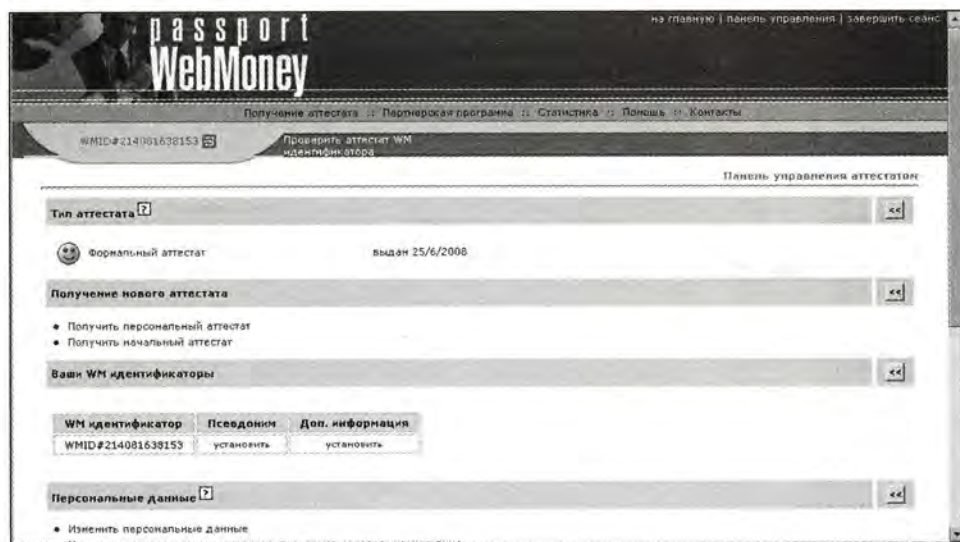 на главную | панель управления | завершить сеанс
passport
WebMoney
Получение аттестата :: Партнерская программа :: Статистика :: Помощь :: Контакты
WMID#214081638153
Проверить аттестат WM
идентификатора
Панель управления аттестатом
Тип аттестата ?
<<
Формальный аттестат выдан 25/6/2008
Получение нового аттестата
<<
• Получить персональный аттестат
• Получить начальный аттестат
Ваши WM идентификаторы
<<
WM идентификатор Псевдоним Доп. информация
WMID#214081638153 установить установить
Персональные данные ?
<<
• Изменить персональные данные